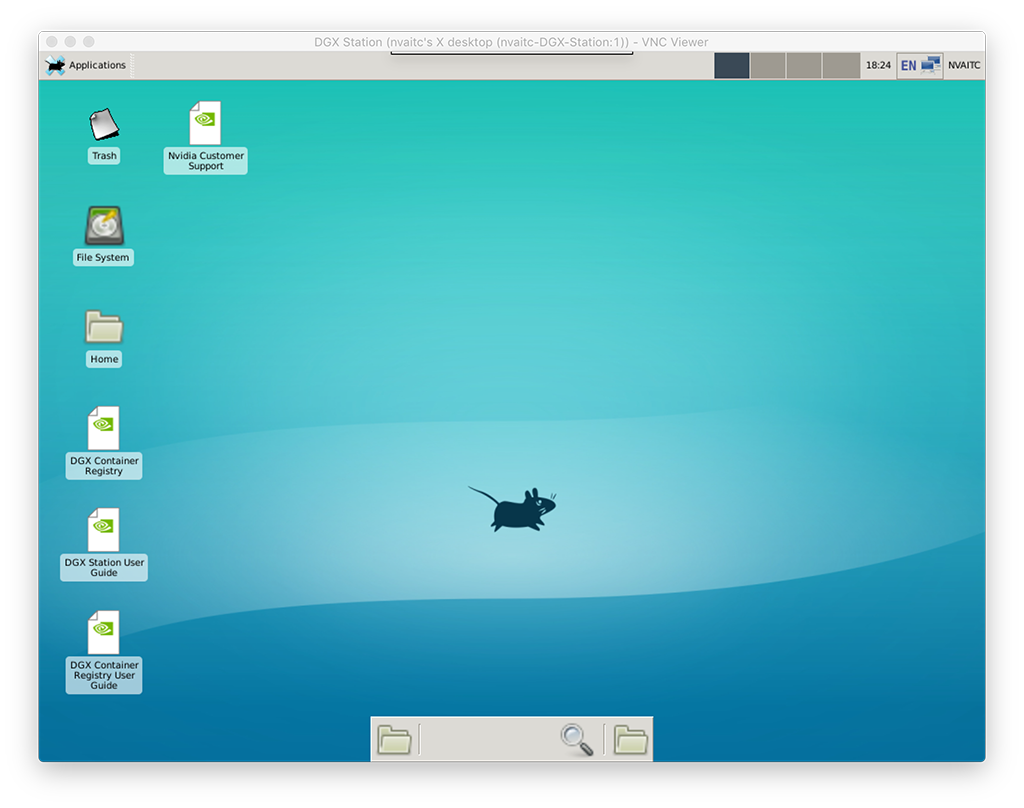 DGX Station (nvaitc's X desktop (nvaitc-DGX-Station:1)) - VNC Viewer
Applications
18:24
EN
NVAITC
Trash
Nvidia Customer
Support
File System
Home
DGX Container
Registry
DGX Station User
Guide
DGX Container
Registry User
Guide